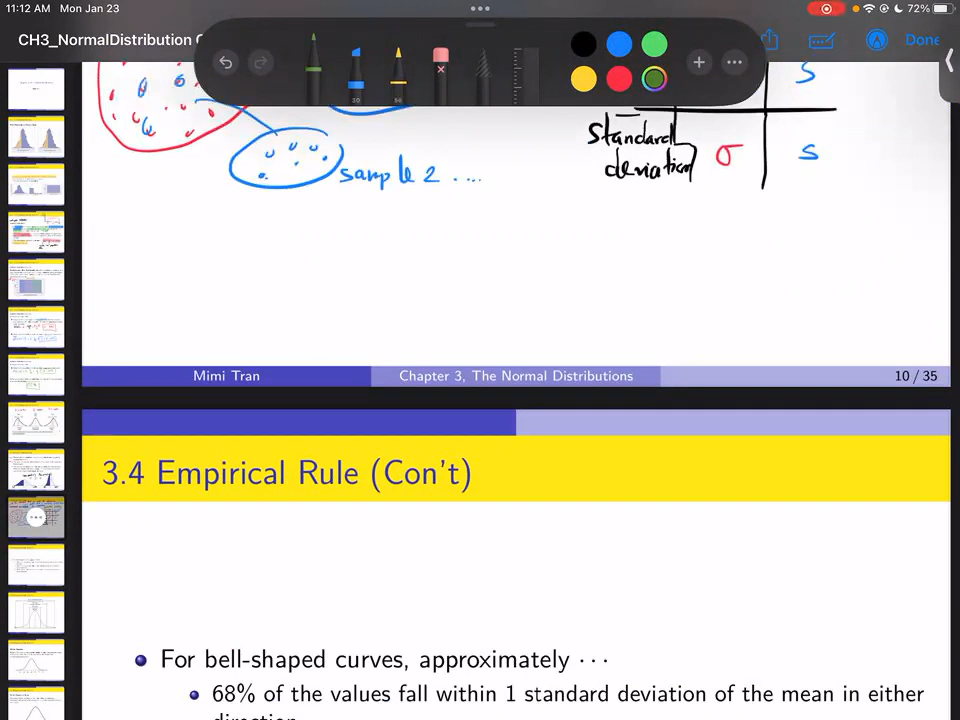 11:12 AM Mon Jan 23
72%
CH3_NormalDistribution
Done
s
standard
deviation
σ
s
sample 2 ....
Mimi Tran
Chapter 3, The Normal Distributions
10 / 35
3.4 Empirical Rule (Con't)
For bell-shaped curves, approximately ···
68% of the values fall within 1 standard deviation of the mean in either
direction